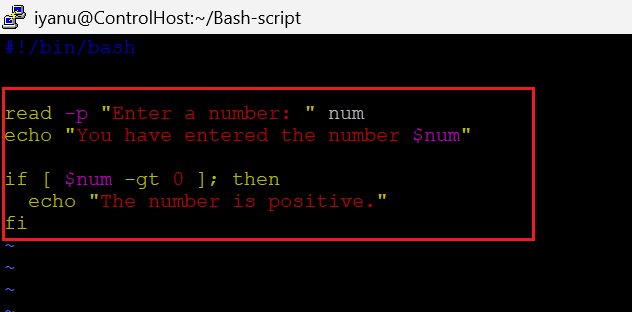 iyanu@ControlHost:~/Bash-script
#!/bin/bash
read -p "Enter a number: " num
echo "You have entered the number $num"
if [ $num -gt 0 ]; then
  echo "The number is positive."
fi
~
~
~
~